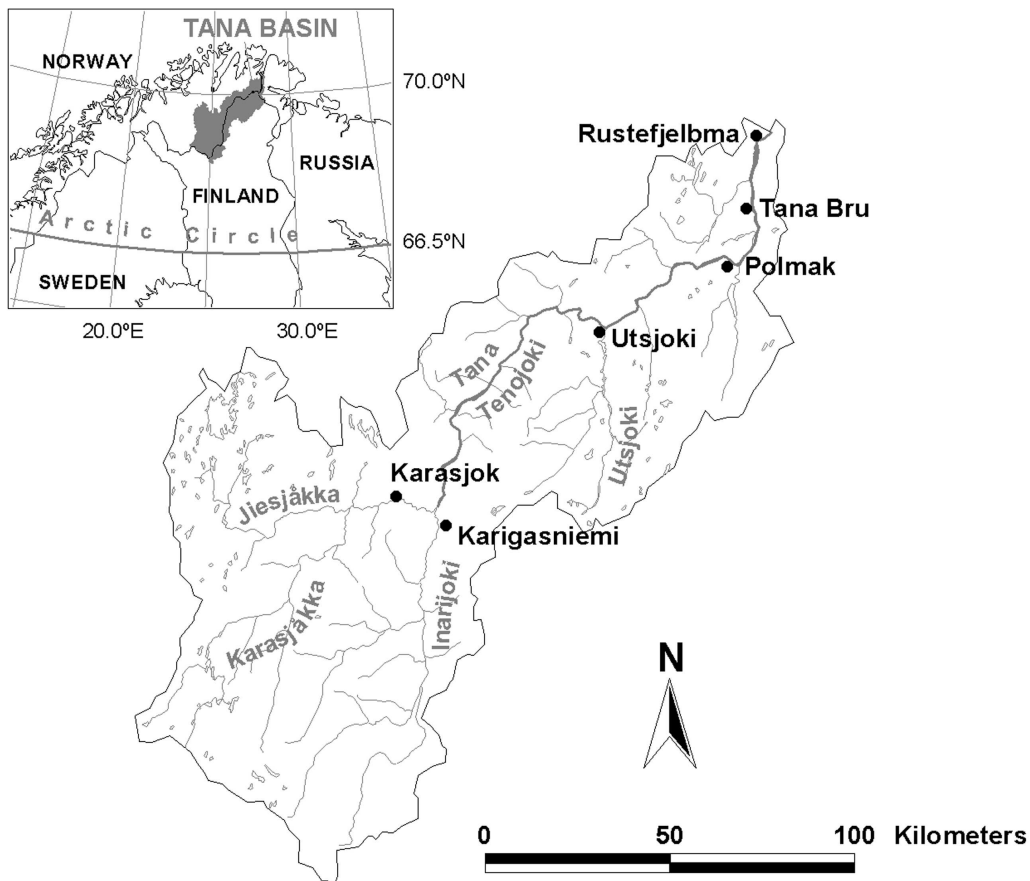 TANA BASIN
NORWAY
70.0ºN
RUSSIA
FINLAND
Arctic Circle
66.5ºN
SWEDEN
20.0ºE
30.0ºE
Rustefjelbma
Tana Bru
Polmak
Utsjoki
Tana
Tenojoki
Utsjoki
Karasjok
Jiesjåkka
Karigasniemi
Inarijoki
Karasjåkka
N
0 50 100 Kilometers